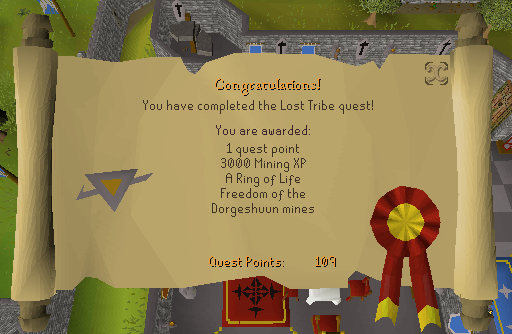 Congratulations!
You have completed the Lost Tribe quest!
You are awarded:
1 quest point
3000 Mining XP
A Ring of Life
Freedom of the
Dorgeshuun mines
Quest Points: 109